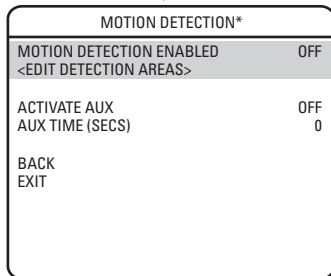 MOTION DETECTION*
MOTION DETECTION ENABLED OFF
<EDIT DETECTION AREAS>
ACTIVATE AUX OFF
AUX TIME (SECS) 0
BACK
EXIT